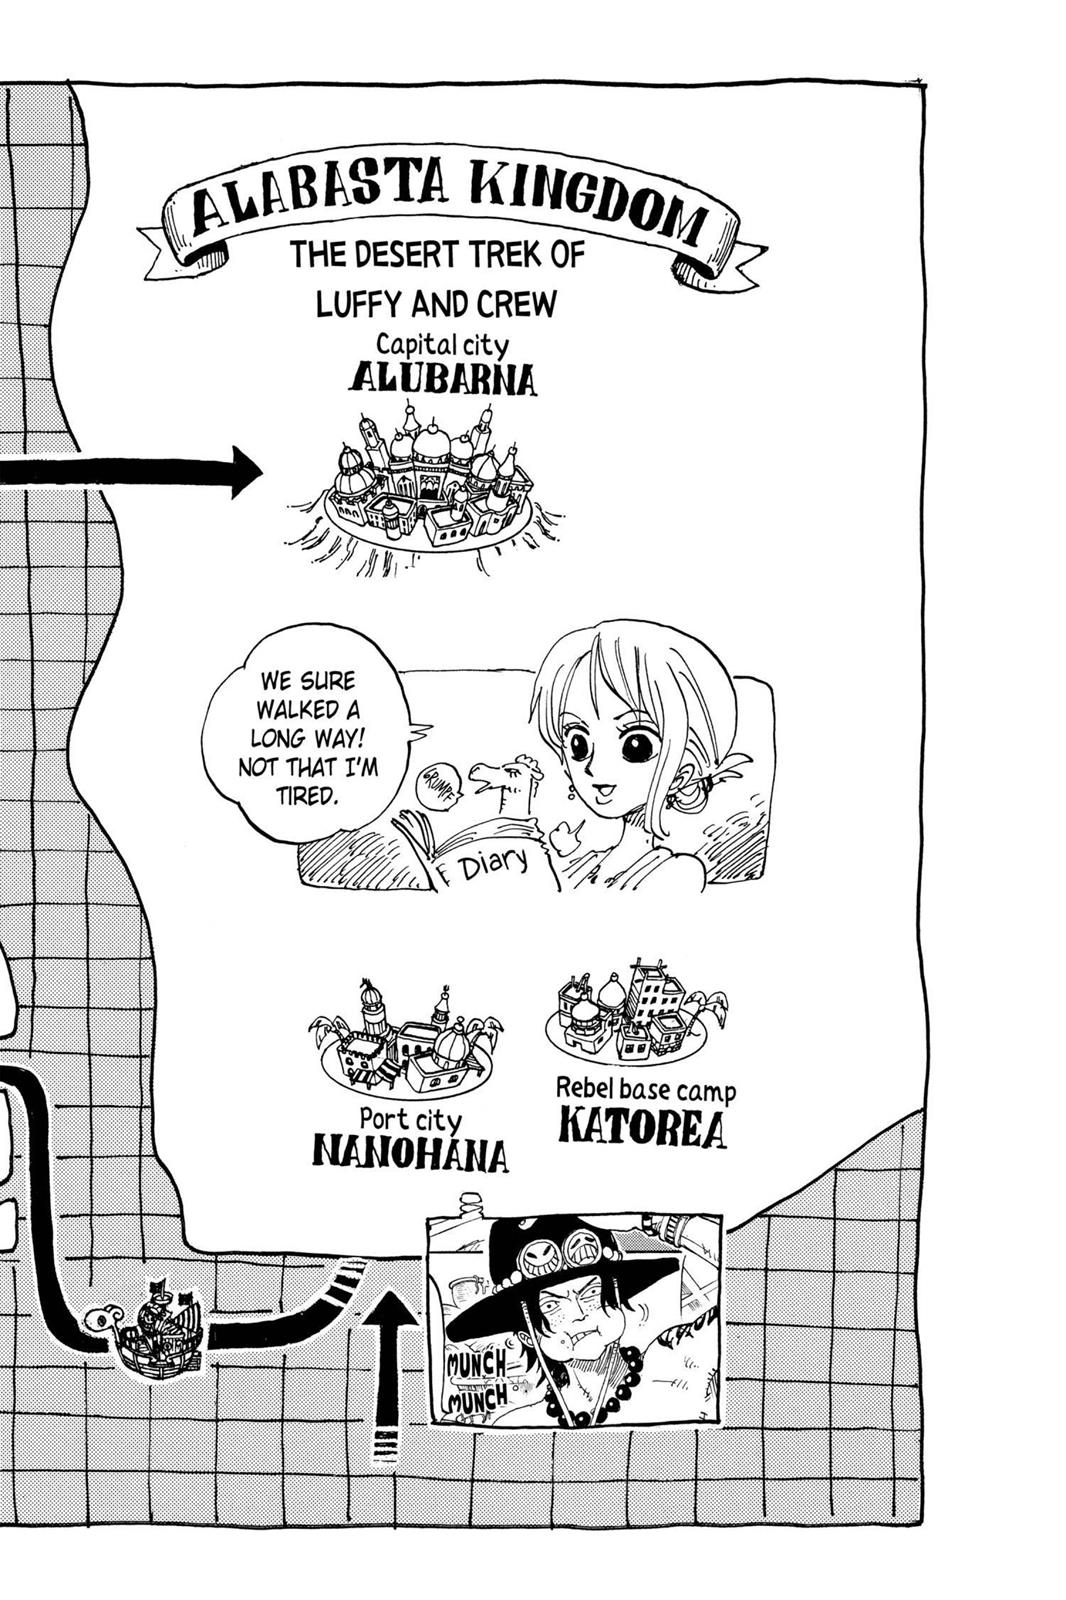 ALABASTA KINGDOM
THE DESERT TREK OF
LUFFY AND CREW
Capital city
ALUBARNA
WE SURE
WALKED A
LONG WAY!
NOT THAT I'M
TIRED.
GRUMPF
Diary
Port city
NANOHANA
Rebel base camp
KATOREA
MUNCH
MUNCH